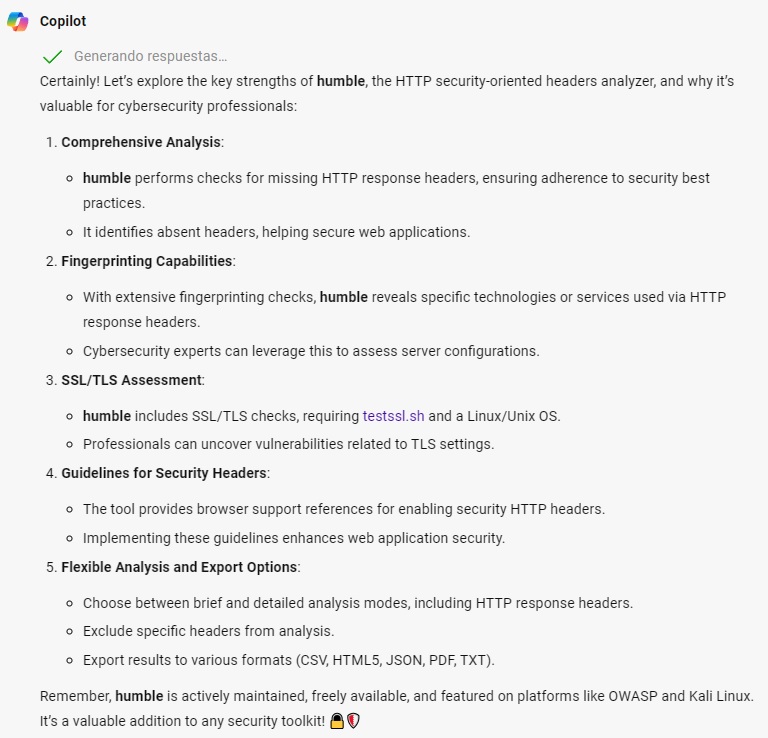 Copilot
Generando respuestas…
Certainly! Let’s explore the key strengths of humble, the HTTP security-oriented headers analyzer, and why it’s
valuable for cybersecurity professionals:
1. Comprehensive Analysis:
humble performs checks for missing HTTP response headers, ensuring adherence to security best
practices.
It identifies absent headers, helping secure web applications.
2. Fingerprinting Capabilities:
With extensive fingerprinting checks, humble reveals specific technologies or services used via HTTP
response headers.
Cybersecurity experts can leverage this to assess server configurations.
3. SSL/TLS Assessment:
humble includes SSL/TLS checks, requiring testssl.sh and a Linux/Unix OS.
Professionals can uncover vulnerabilities related to TLS settings.
4. Guidelines for Security Headers:
The tool provides browser support references for enabling security HTTP headers.
Implementing these guidelines enhances web application security.
5. Flexible Analysis and Export Options:
Choose between brief and detailed analysis modes, including HTTP response headers.
Exclude specific headers from analysis.
Export results to various formats (CSV, HTML5, JSON, PDF, TXT).
Remember, humble is actively maintained, freely available, and featured on platforms like OWASP and Kali Linux.
It’s a valuable addition to any security toolkit!